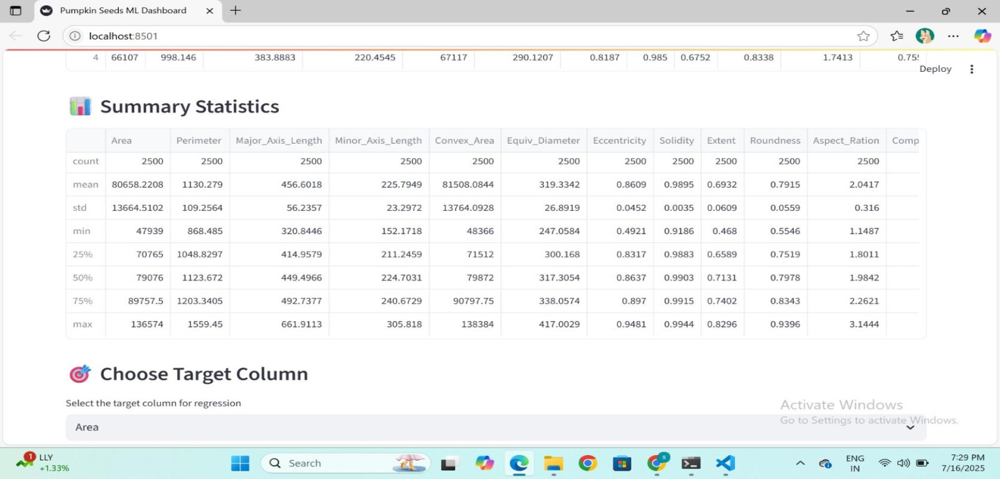 Pumpkin Seeds ML Dashboard
localhost:8501
4 66107 998.146 383.8883 220.4545 67117 290.1207 0.8187 0.985 0.6752 0.8338 1.7413 0.755
Deploy
Summary Statistics
Area Perimeter Major_Axis_Length Minor_Axis_Length Convex_Area Equiv_Diameter Eccentricity Solidity Extent Roundness Aspect_Ration Comp
count 2500 2500 2500 2500 2500 2500 2500 2500 2500 2500 2500
mean 80658.2208 1130.279 456.6018 225.7949 81508.0844 319.3342 0.8609 0.9895 0.6932 0.7915 2.0417
std 13664.5102 109.2564 56.2357 23.2972 13764.0928 26.8919 0.0452 0.0035 0.0609 0.0559 0.316
min 47939 868.485 320.8446 152.1718 48366 247.0584 0.4921 0.9186 0.468 0.5546 1.1487
25% 70765 1048.8297 414.9579 211.2459 71512 300.168 0.8317 0.9883 0.6589 0.7519 1.8011
50% 79076 1123.672 449.4966 224.7031 79872 317.3054 0.8637 0.9903 0.7131 0.7978 1.9842
75% 89757.5 1203.3405 492.7377 240.6729 90797.75 338.0574 0.897 0.9915 0.7402 0.8343 2.2621
max 136574 1559.45 661.9113 305.818 138384 417.0029 0.9481 0.9944 0.8296 0.9396 3.1444
Choose Target Column
Select the target column for regression
Area
Activate Windows
Go to Settings to activate Windows.
1
LLY
+1.33%
Search
ENG
IN
7:29 PM
7/16/2025